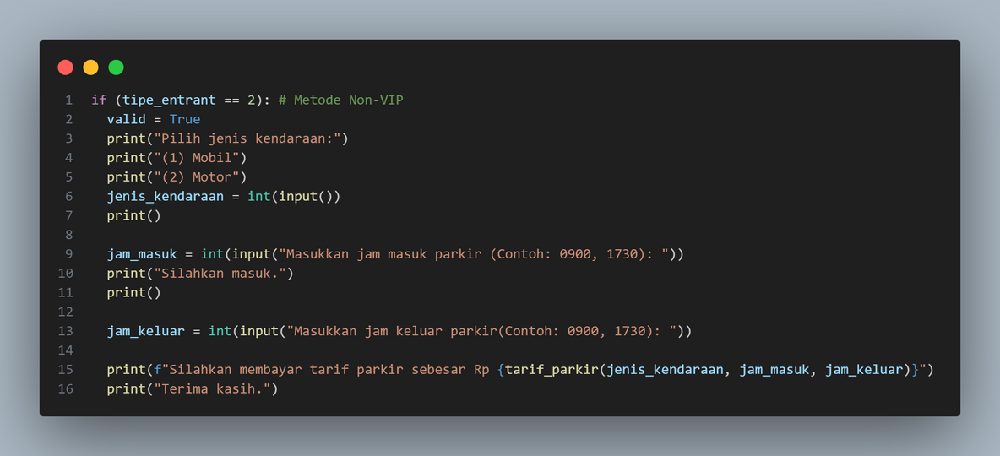 1 if (tipe_entrant == 2): # Metode Non-VIP
2   valid = True
3   print("Pilih jenis kendaraan:")
4   print("(1) Mobil")
5   print("(2) Motor")
6   jenis_kendaraan = int(input())
7   print()
8
9   jam_masuk = int(input("Masukkan jam masuk parkir (Contoh: 0900, 1730): "))
10   print("Silahkan masuk.")
11   print()
12
13   jam_keluar = int(input("Masukkan jam keluar parkir(Contoh: 0900, 1730): "))
14
15   print(f"Silahkan membayar tarif parkir sebesar Rp {tarif_parkir(jenis_kendaraan, jam_masuk, jam_keluar)}")
16   print("Terima kasih.")